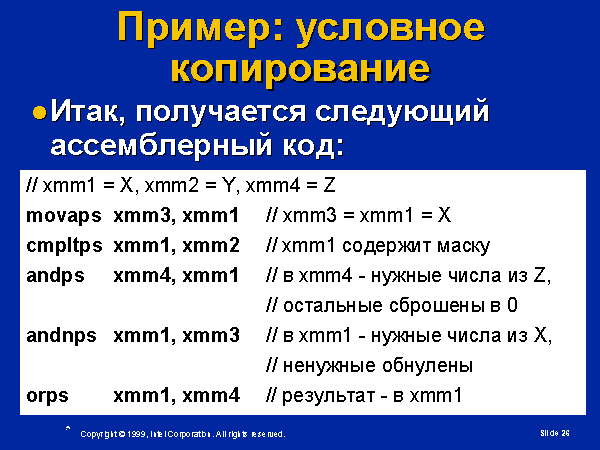 Пример: условное
копирование
Итак, получается следующий
ассемблерный код:
// xmm1 = X, xmm2 = Y, xmm4 = Z
movaps xmm3, xmm1 // xmm3 = xmm1 = X
cmpltps xmm1, xmm2 // xmm1 содержит маску
andps xmm4, xmm1 // в xmm4 - нужные числа из Z,
// остальные сброшены в 0
andnps xmm1, xmm3 // в xmm1 - нужные числа из X,
// ненужные обнулены
orps xmm1, xmm4 // результат - в xmm1
* Copyright © 1999, Intel Corporation. All rights reserved.
Slide 26